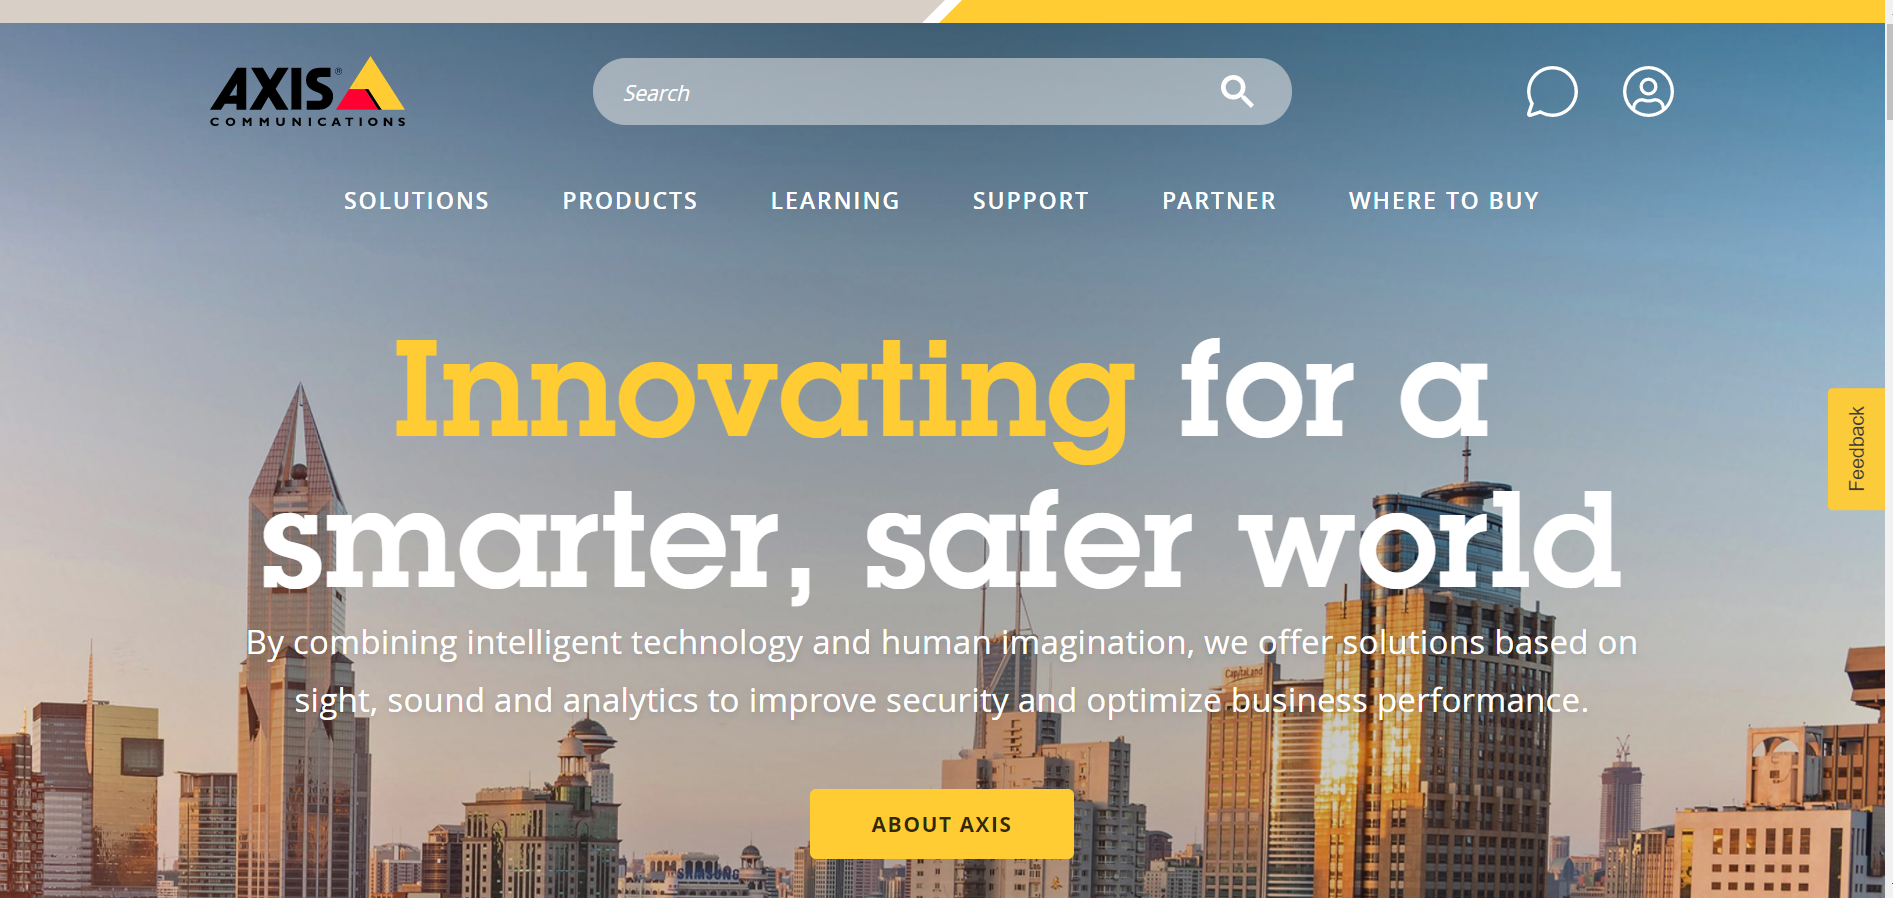 AXIS®
COMMUNICATIONS
Search
SOLUTIONS PRODUCTS LEARNING SUPPORT PARTNER WHERE TO BUY
Innovating for a
smarter, safer world
Feedback
By combining intelligent technology and human imagination, we offer solutions based on
sight, sound and analytics to improve security and optimize business performance.
CapitaLand
ABOUT AXIS
SAMSUNG